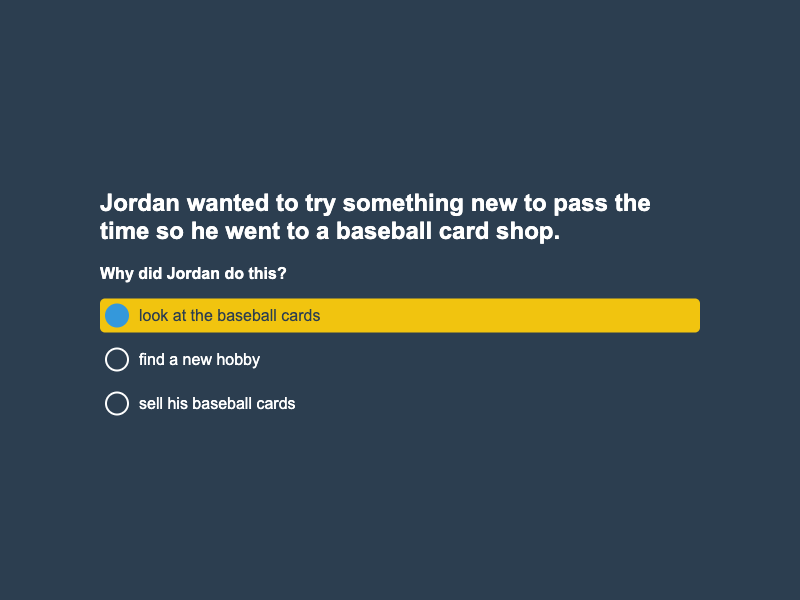 Jordan wanted to try something new to pass the
time so he went to a baseball card shop.
Why did Jordan do this?
look at the baseball cards
find a new hobby
sell his baseball cards